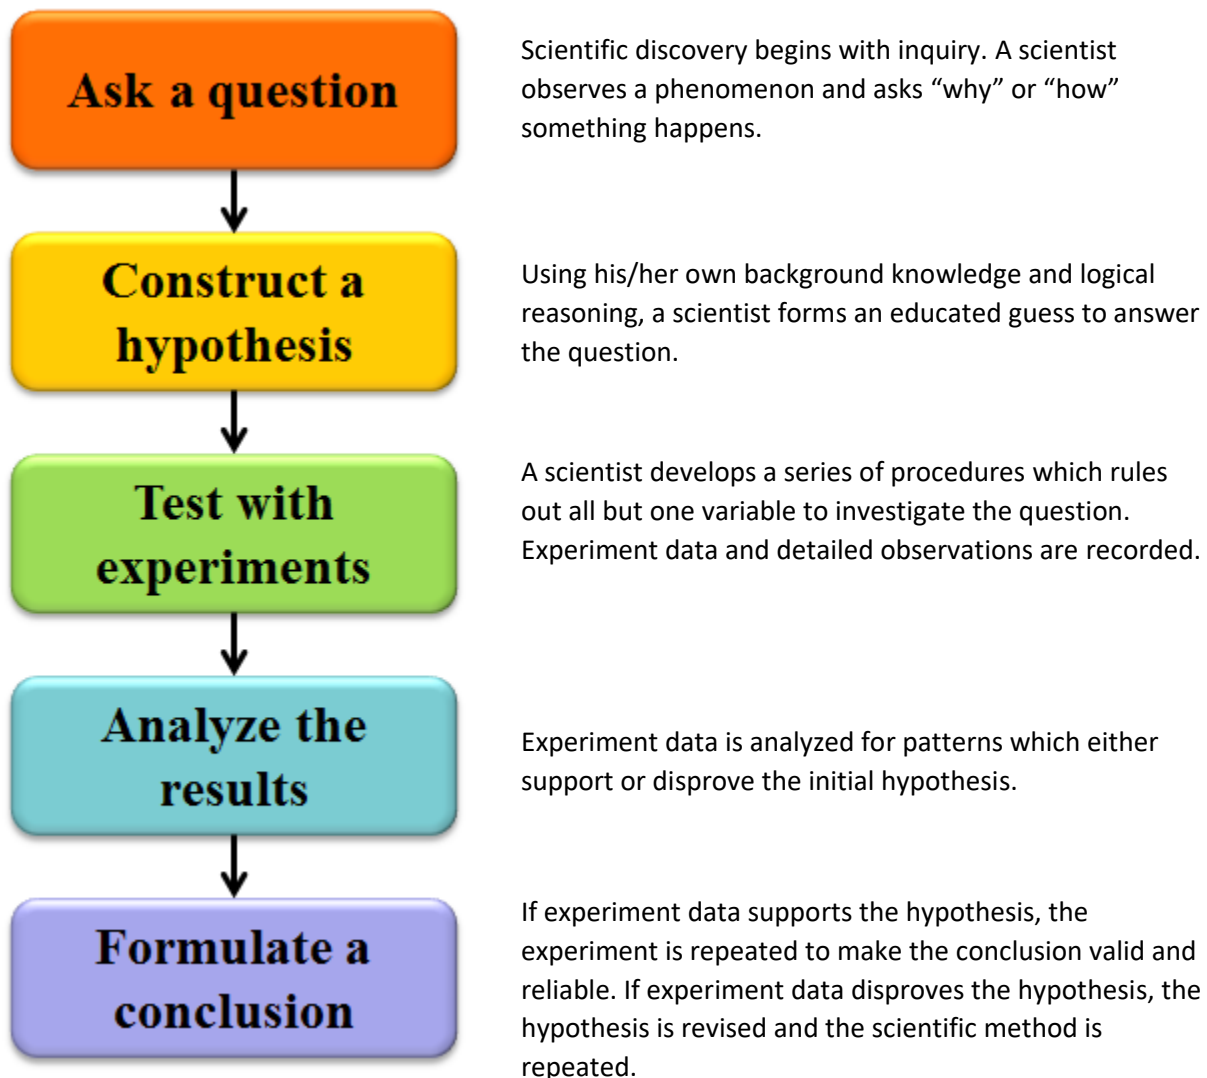 Ask a question
Scientific discovery begins with inquiry. A scientist
observes a phenomenon and asks “why” or “how”
something happens.
Construct a
hypothesis
Using his/her own background knowledge and logical
reasoning, a scientist forms an educated guess to answer
the question.
Test with
experiments
A scientist develops a series of procedures which rules
out all but one variable to investigate the question.
Experiment data and detailed observations are recorded.
Analyze the
results
Experiment data is analyzed for patterns which either
support or disprove the initial hypothesis.
Formulate a
conclusion
If experiment data supports the hypothesis, the
experiment is repeated to make the conclusion valid and
reliable. If experiment data disproves the hypothesis, the
hypothesis is revised and the scientific method is
repeated.